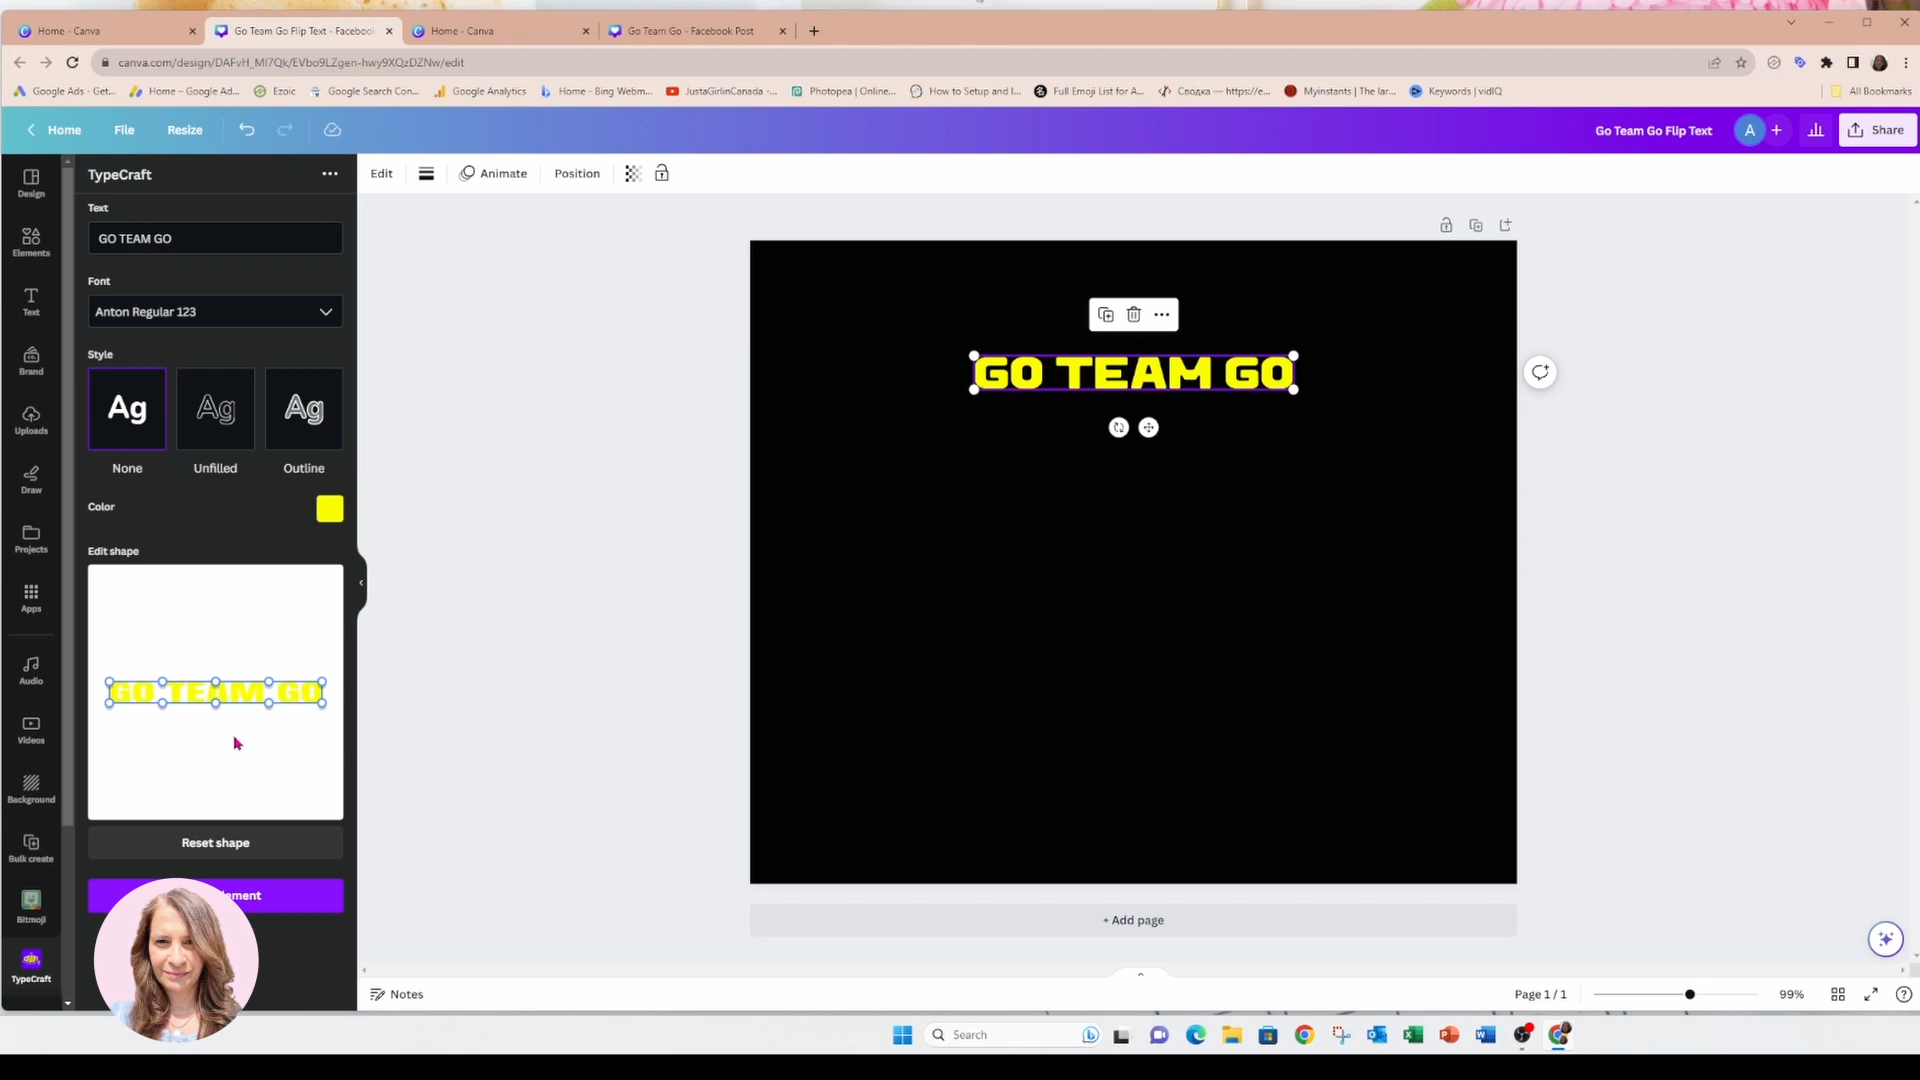 Home - Canva
Go Team Go Flip Text - Facebook
Home - Canva
Go Team Go - Facebook Post
canva.com/design/DAFvH_Ml7Qk/EVbo9LZgen-hwy9XQzDZNw/edit
Google Ads - Get...
Home – Google Ad...
Ezoic
Google Search Con...
Google Analytics
Home - Bing Webm...
JustaGirlinCanada -...
Photopea | Online...
How to Setup and I...
Full Emoji List for A...
Сводка — https://e...
Myinstants | The lar...
Keywords | vidIQ
All Bookmarks
Home
File
Resize
Go Team Go Flip Text
A
Share
Design
Elements
Text
Brand
Uploads
Draw
Projects
Apps
Audio
Videos
Background
Bulk create
Bitmoji
TypeCraft
TypeCraft
Text
GO TEAM GO
Font
Anton Regular 123
Style
Ag
Ag
Ag
None
Unfilled
Outline
Color
Edit shape
GO TEAM GO
Reset shape
Edit
Animate
Position
GO TEAM GO
+ Add page
Notes
Page 1 / 1
99%
Search